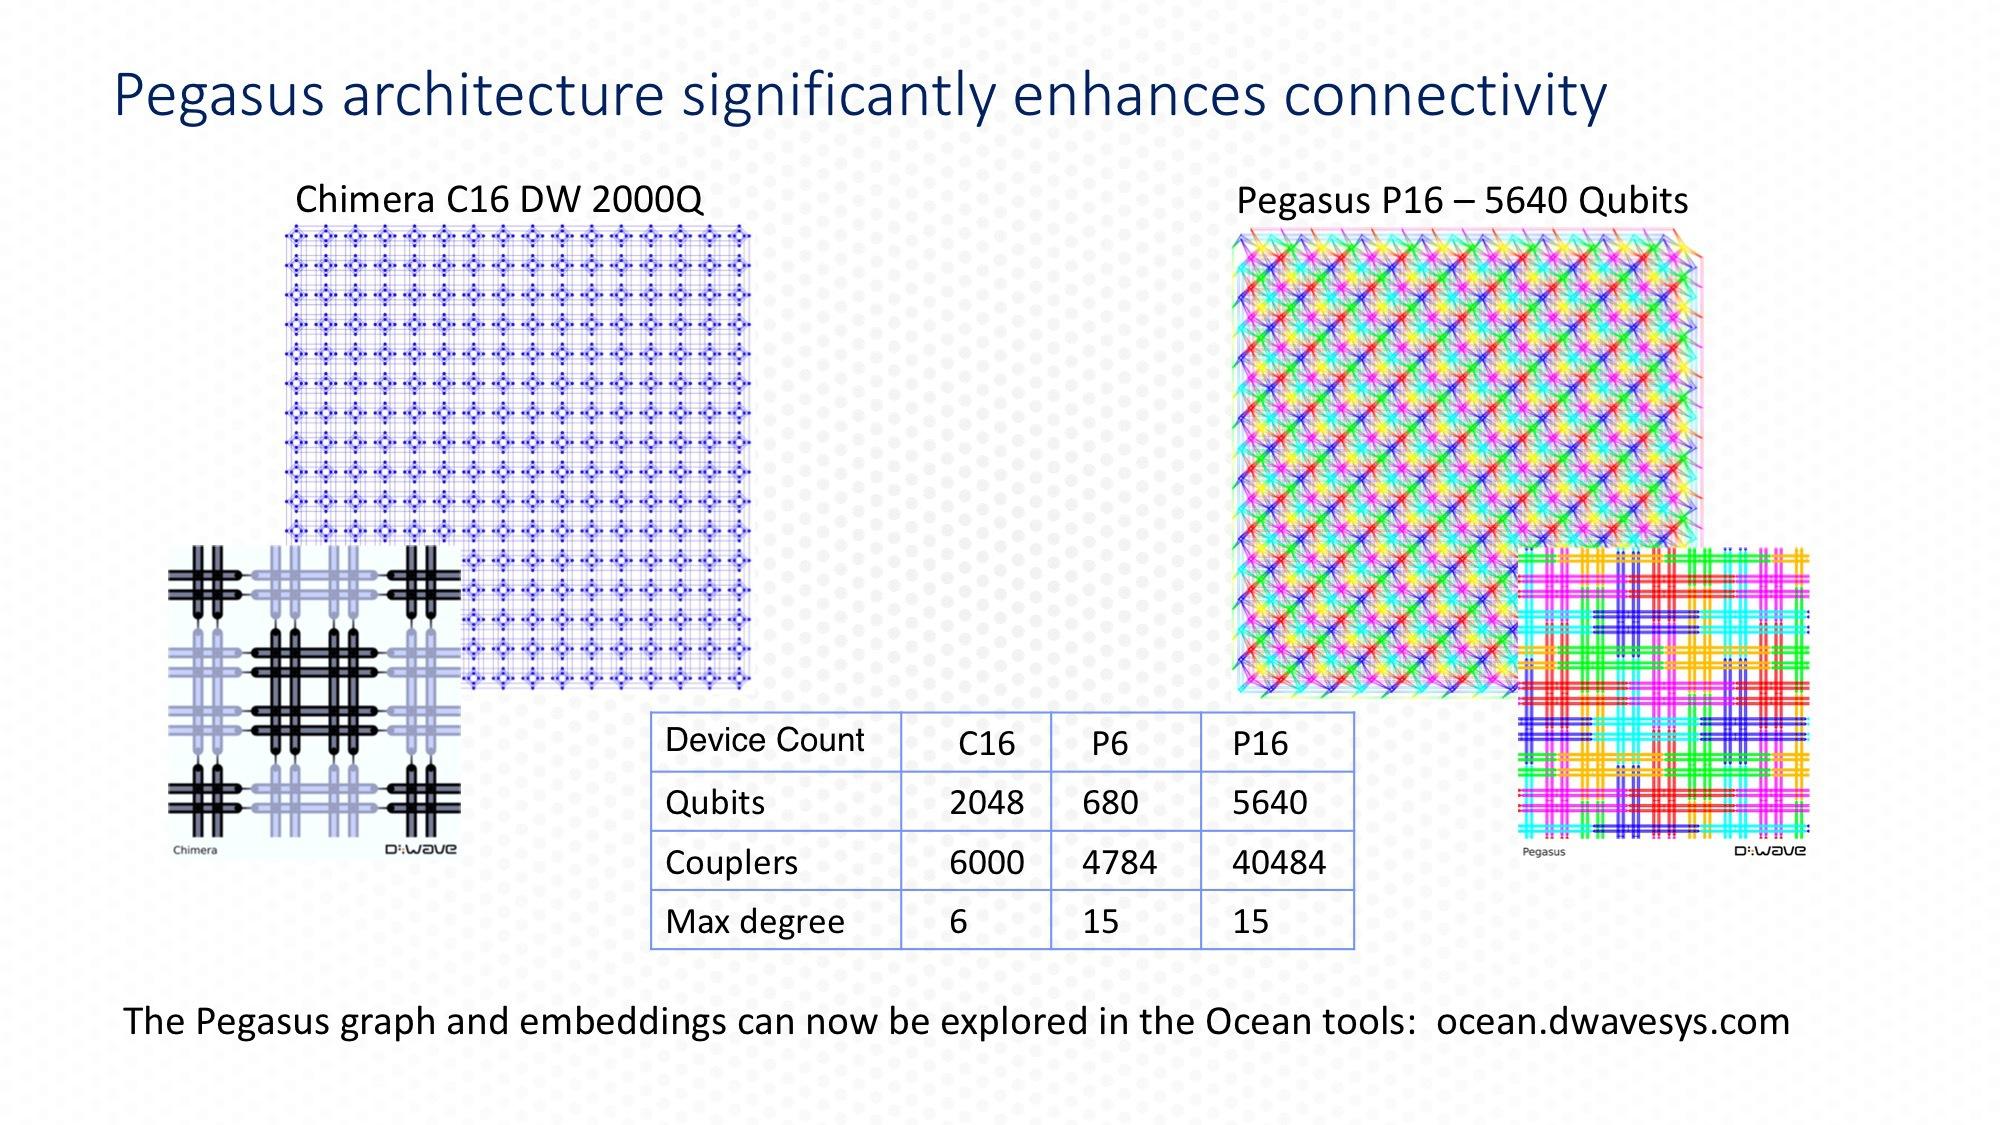 Pegasus architecture significantly enhances connectivity
Chimera C16 DW 2000Q
Pegasus P16 – 5640 Qubits
Chimera
D:wave
Pegasus
D:wave
Device Count C16 P6 P16
Qubits 2048 680 5640
Couplers 6000 4784 40484
Max degree 6 15 15
The Pegasus graph and embeddings can now be explored in the Ocean tools: ocean.dwavesys.com